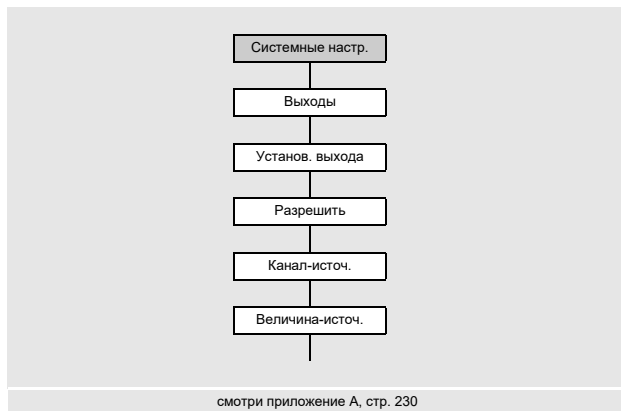 Системные настр.
Выходы
Установ. выхода
Разрешить
Канал-источ.
Величина-источ.
смотри приложение А, стр. 230